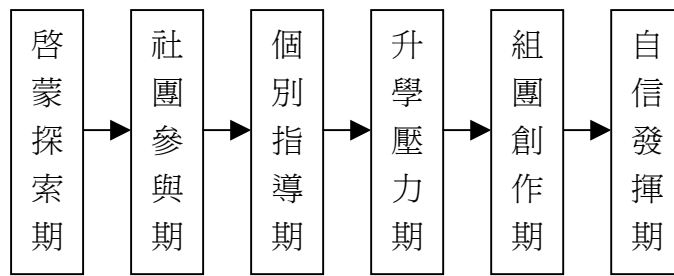 啓蒙探索期
社團參與期
個別指導期
升學壓力期
組團創作期
自信發揮期